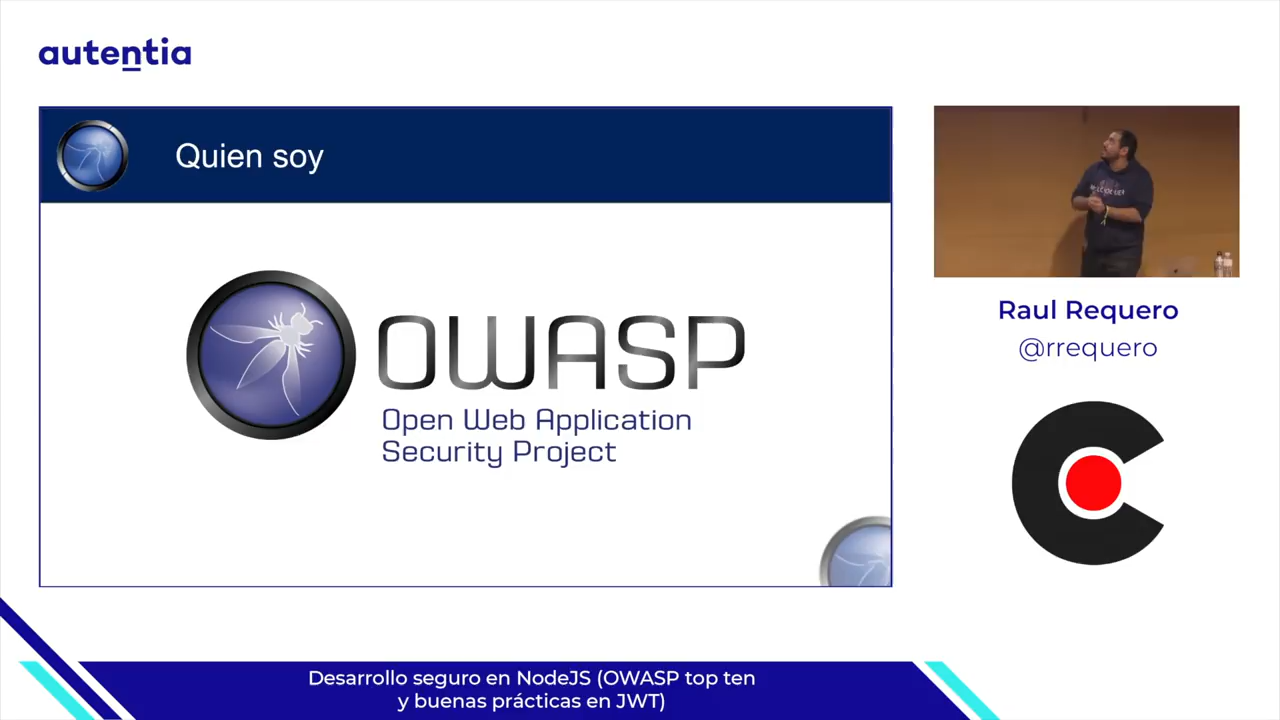 autentia
Quien soy
OWASP
Open Web Application
Security Project
Raul Requero
@rrequero
Desarrollo seguro en NodeJS (OWASP top ten
y buenas prácticas en JWT)